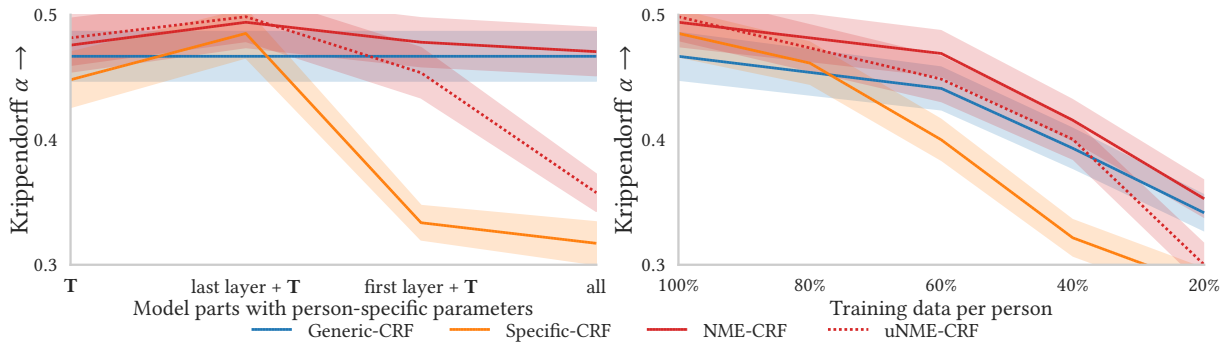 0.5
0.4
0.3
Krippendorff α ⟶
T
last layer + T
first layer + T
all
Model parts with person-specific parameters
0.5
0.4
0.3
Krippendorff α ⟶
100%
80%
60%
40%
20%
Training data per person
Generic-CRF
Specific-CRF
NME-CRF
uNME-CRF